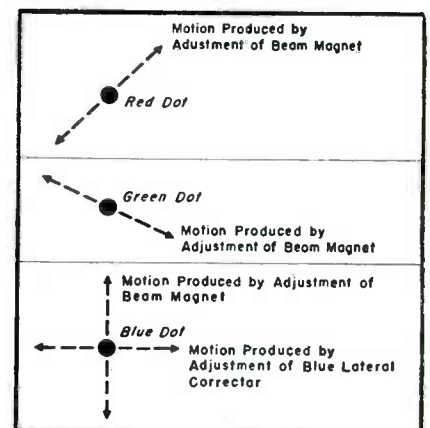 Motion Produced by
Adustment of Beam Magnet
Red Dot
Green Dot
Motion Produced by
Adjustment of Beam Magnet
Motion Produced by Adjustment of
Beam Magnet
Blue Dot
Motion Produced by
Adjustment of Blue Lateral
Corrector